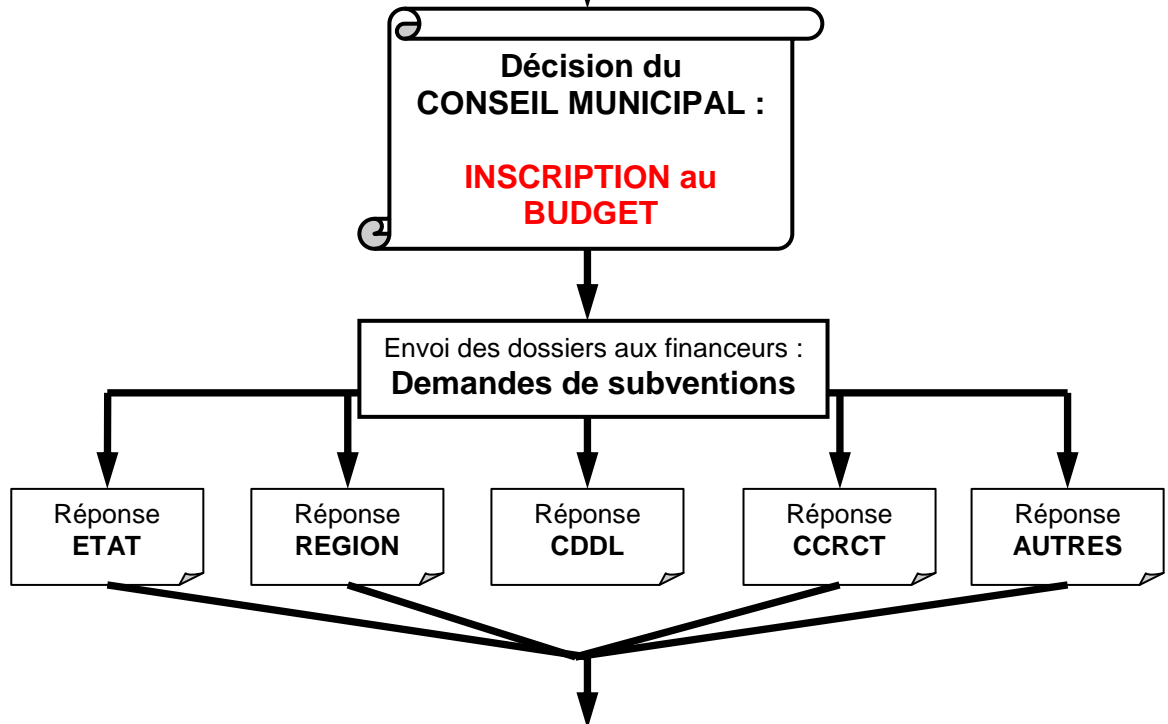 Décision du
CONSEIL MUNICIPAL :
INSCRIPTION au
BUDGET
Envoi des dossiers aux financeurs :
Demandes de subventions
Réponse
ETAT
Réponse
REGION
Réponse
CDDL
Réponse
CCRCT
Réponse
AUTRES